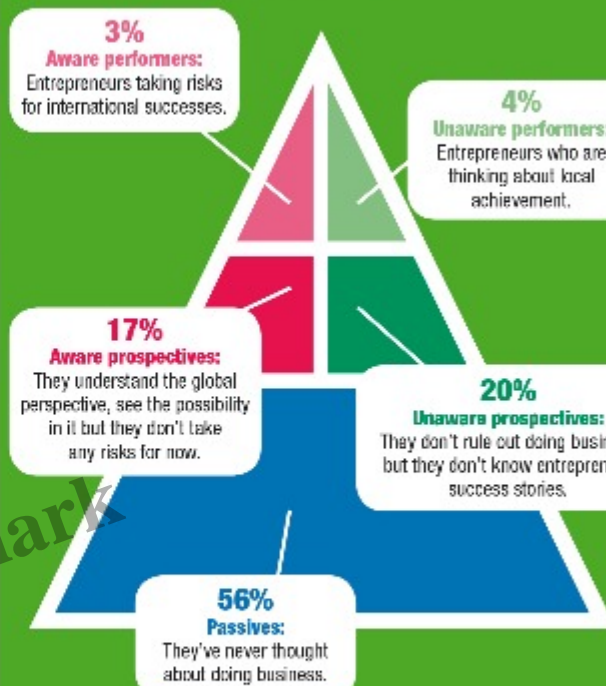 3%
Aware performers:
Entrepreneurs taking risks
for international successes.
4%
Unaware performers
Entrepreneurs who are
thinking about local
achievement.
17%
Aware prospectives:
They understand the global
perspective, see the possibility
in it but they don't take
any risks for now.
20%
Unaware prospectives:
They don't rule out doing
but they don't know
success stories.
56%
Passives:
They've never thought
about doing business.